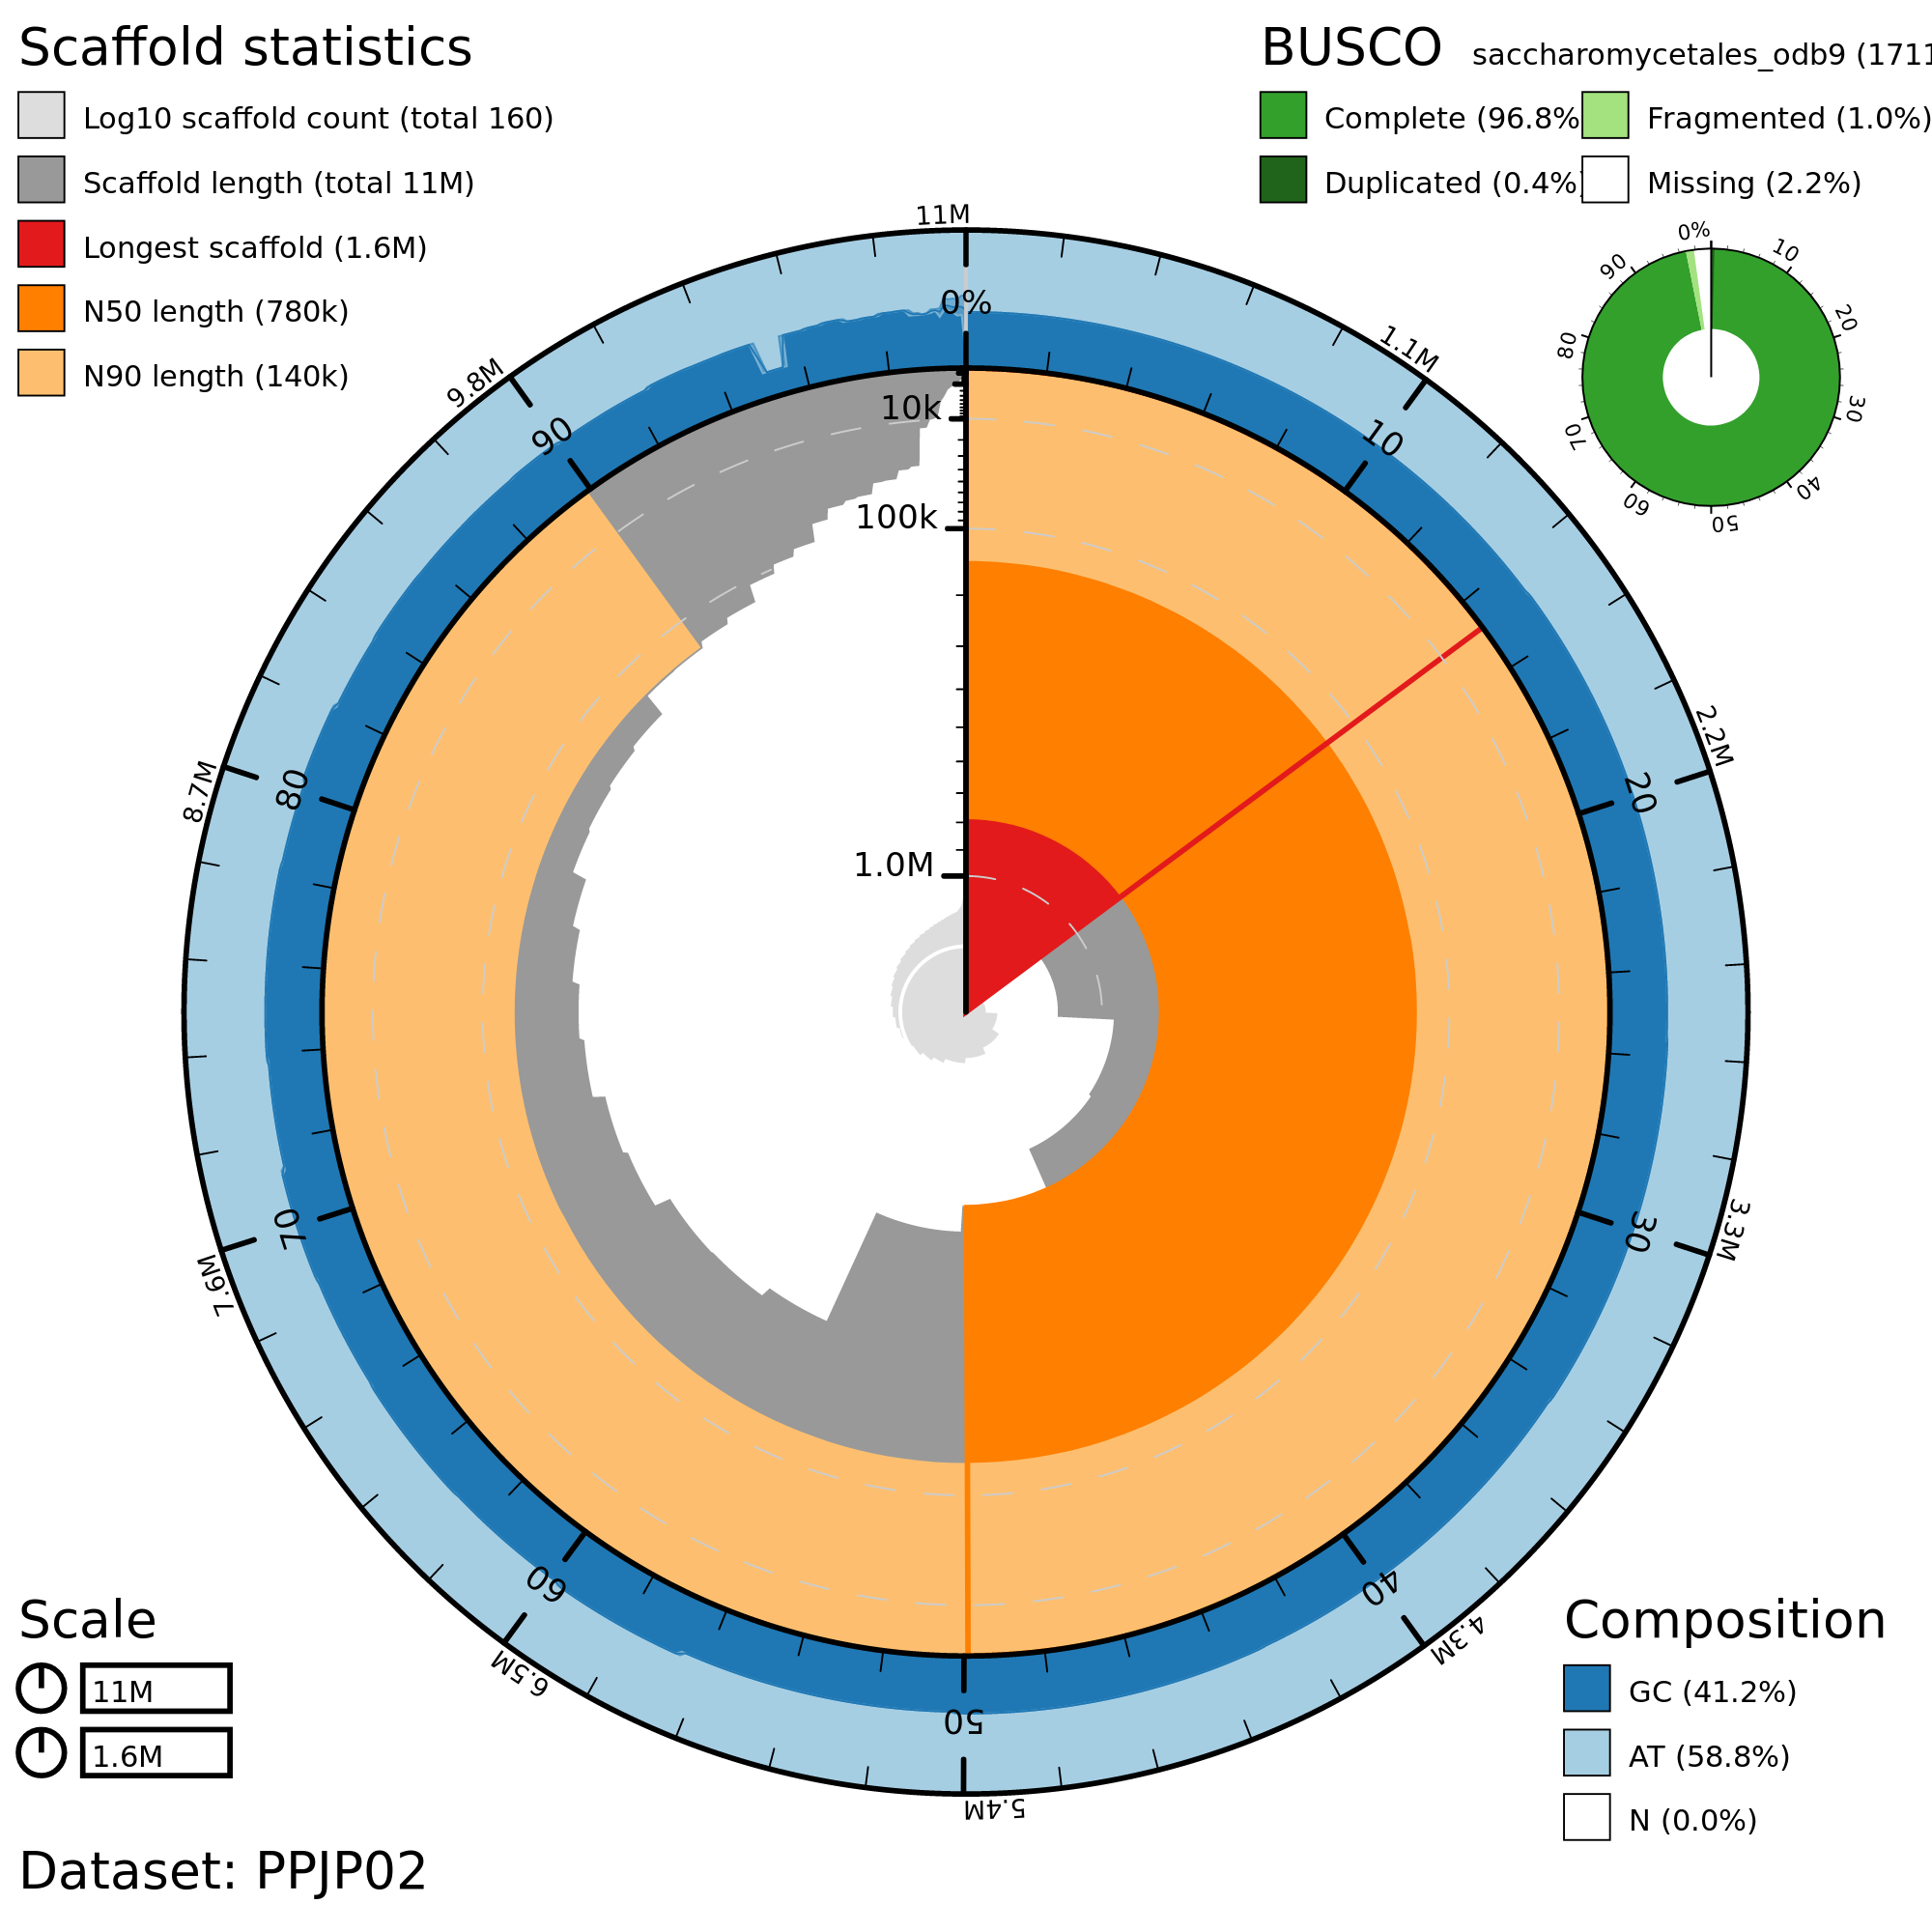 Scaffold statistics
Log10 scaffold count (total 160)
Scaffold length (total 11M)
Longest scaffold (1.6M)
N50 length (780k)
N90 length (140k)
BUSCO saccharomycetales_odb9 (1711
Complete (96.8%
Fragmented (1.0%)
Duplicated (0.4%)
Missing (2.2%)
0%
10
20
30
40
50
60
70
80
90
11M
1.1M
2.2M
3.3M
4.3M
5.4M
6.5M
7.6M
8.7M
9.8M
0%
10
20
30
40
50
60
70
80
90
10k
100k
1.0M
Scale
11M
1.6M
Composition
GC (41.2%)
AT (58.8%)
N (0.0%)
Dataset: PPJP02